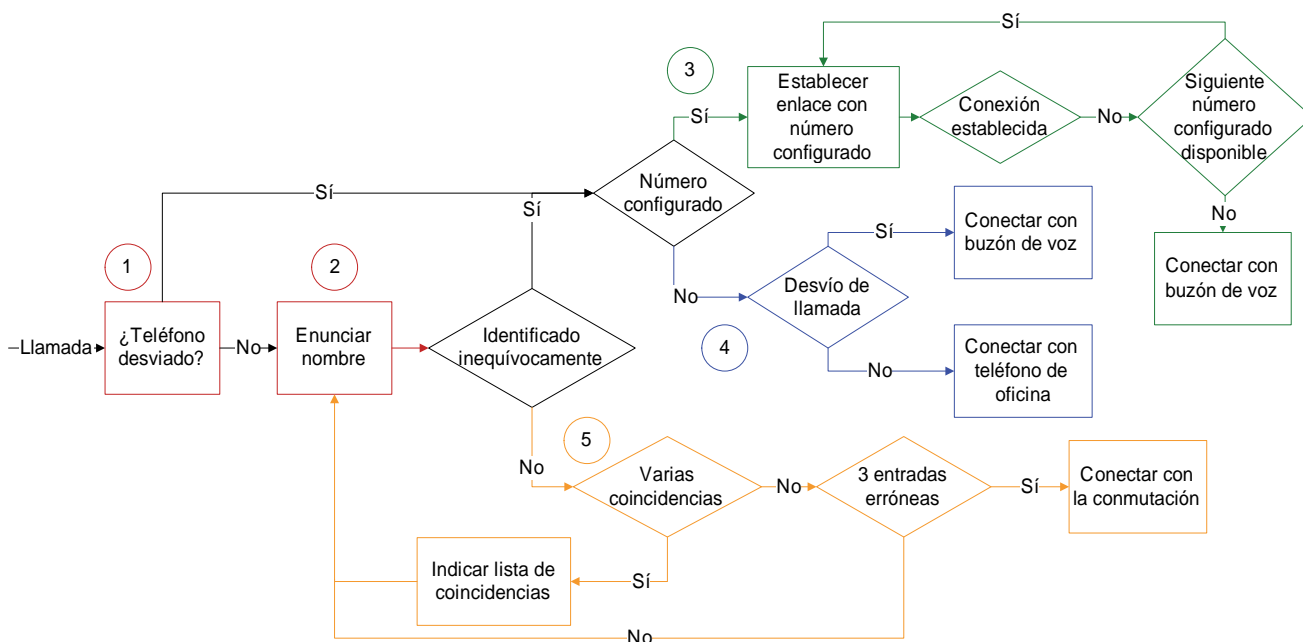 Sí
3
Establecer
enlace con
número
configurado
Conexión
establecida
No
Siguiente
número
configurado
disponible
Sí
Número
configurado
Sí
Sí
No
Conectar con
buzón de voz
Sí
Conectar con
buzón de voz
1
2
¿Teléfono
desviado?
Llamada
No
Enunciar
nombre
Identificado
inequívocamente
No
Desvío de
llamada
4
No
Conectar con
teléfono de
oficina
5
No
Varias
coincidencias
No
3 entradas
erróneas
Sí
Conectar con
la conmutación
Indicar lista de
coincidencias
Sí
No